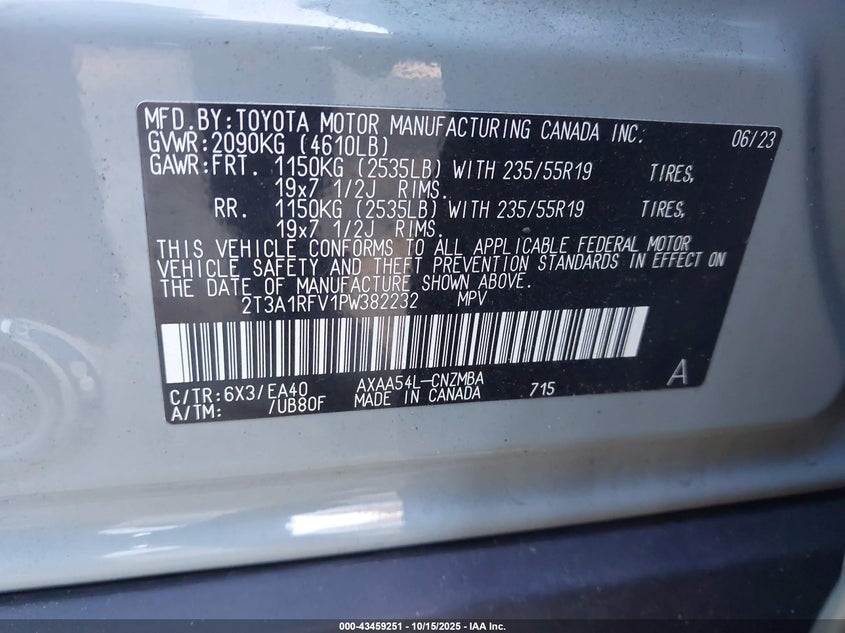 MFD. BY: TOYOTA MOTOR MANUFACTURING CANADA INC. 06/23
GVWR: 2090KG (4610LB)
GAWR: FRT. 1150KG (2535LB) WITH 235/55R19 TIRES,
19x7 1/2J RIMS.
RR. 1150KG (2535LB) WITH 235/55R19 TIRES,
19x7 1/2J RIMS.
THIS VEHICLE CONFORMS TO ALL APPLICABLE FEDERAL MOTOR
VEHICLE SAFETY AND THEFT PREVENTION STANDARDS IN EFFECT ON
THE DATE OF MANUFACTURE SHOWN ABOVE.
2T3A1RFV1PW382232 MPV
C/TR: 6X3/EA40 AXAA54L-CNZMBA A
A/TM: /UB80F MADE IN CANADA 715
000-43459251 | 10/15/2025 - IAA Inc.